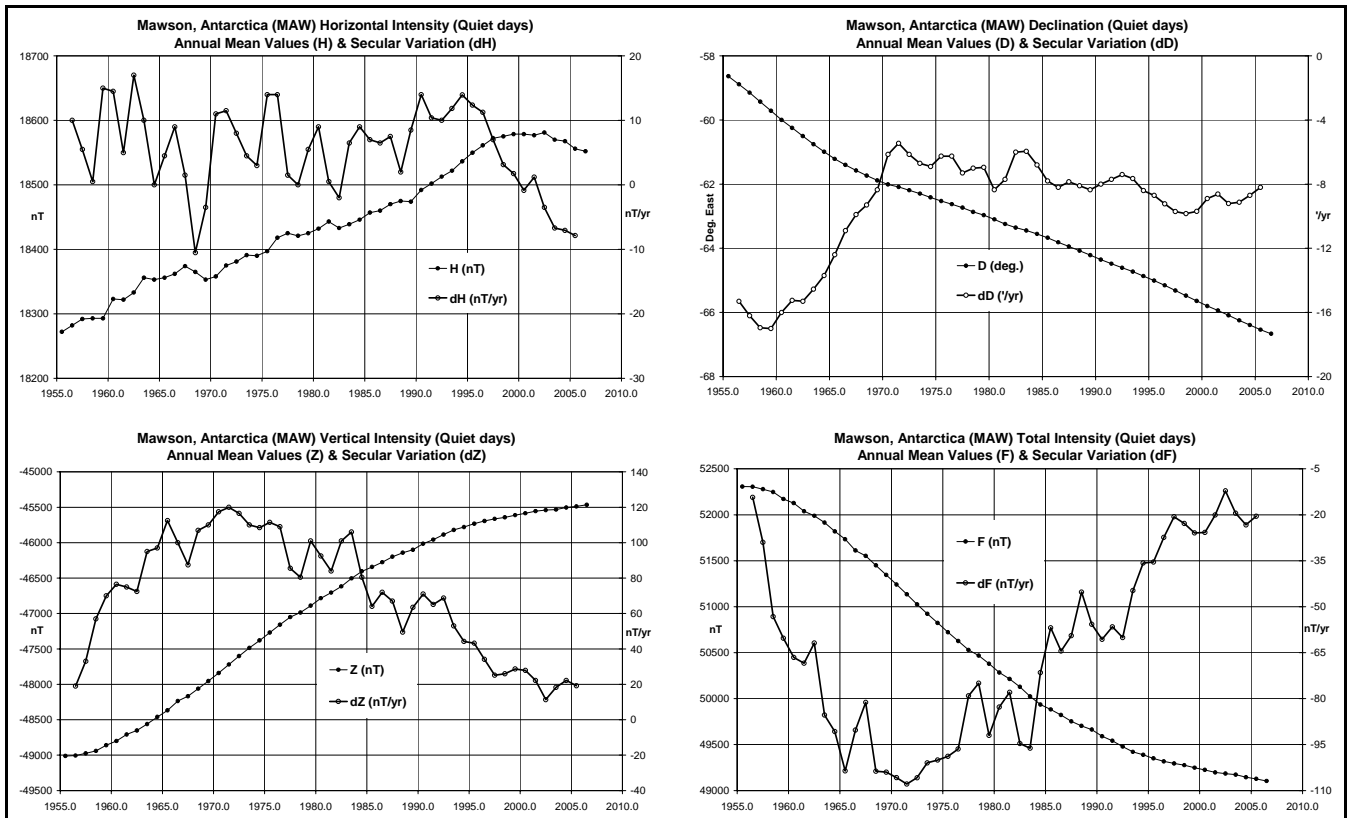 Mawson, Antarctica (MAW) Horizontal Intensity (Quiet days)
Annual Mean Values (H) & Secular Variation (dH)
18700
18600
18500
nT
18400
18300
18200
20
10
0
nT/yr
-10
-20
-30
H (nT)
dH (nT/yr)
1955.0 1960.0 1965.0 1970.0 1975.0 1980.0 1985.0 1990.0 1995.0 2000.0 2005.0 2010.0
Mawson, Antarctica (MAW) Declination (Quiet days)
Annual Mean Values (D) & Secular Variation (dD)
-58
-60
-62
Deg. East
-64
-66
-68
0
-4
-8
'/yr
-12
-16
-20
D (deg.)
dD ('/yr)
1955.0 1960.0 1965.0 1970.0 1975.0 1980.0 1985.0 1990.0 1995.0 2000.0 2005.0 2010.0
Mawson, Antarctica (MAW) Vertical Intensity (Quiet days)
Annual Mean Values (Z) & Secular Variation (dZ)
-45000
-45500
-46000
-46500
-47000
nT
-47500
-48000
-48500
-49000
-49500
140
120
100
80
60
nT/yr
40
20
0
-20
-40
Z (nT)
dZ (nT/yr)
1955.0 1960.0 1965.0 1970.0 1975.0 1980.0 1985.0 1990.0 1995.0 2000.0 2005.0 2010.0
Mawson, Antarctica (MAW) Total Intensity (Quiet days)
Annual Mean Values (F) & Secular Variation (dF)
52500
52000
51500
51000
nT
50500
50000
49500
49000
-5
-20
-35
-50
nT/yr
-65
-80
-95
-110
F (nT)
dF (nT/yr)
1955.0 1960.0 1965.0 1970.0 1975.0 1980.0 1985.0 1990.0 1995.0 2000.0 2005.0 2010.0